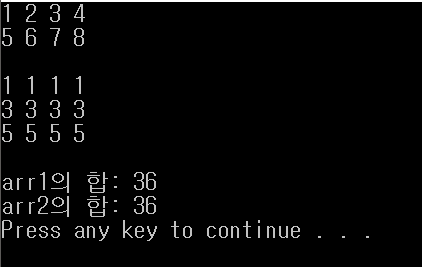 1 2 3 4
5 6 7 8
1 1 1 1
3 3 3 3
5 5 5 5
arr1의 합: 36
arr2의 합: 36
Press any key to continue . . .